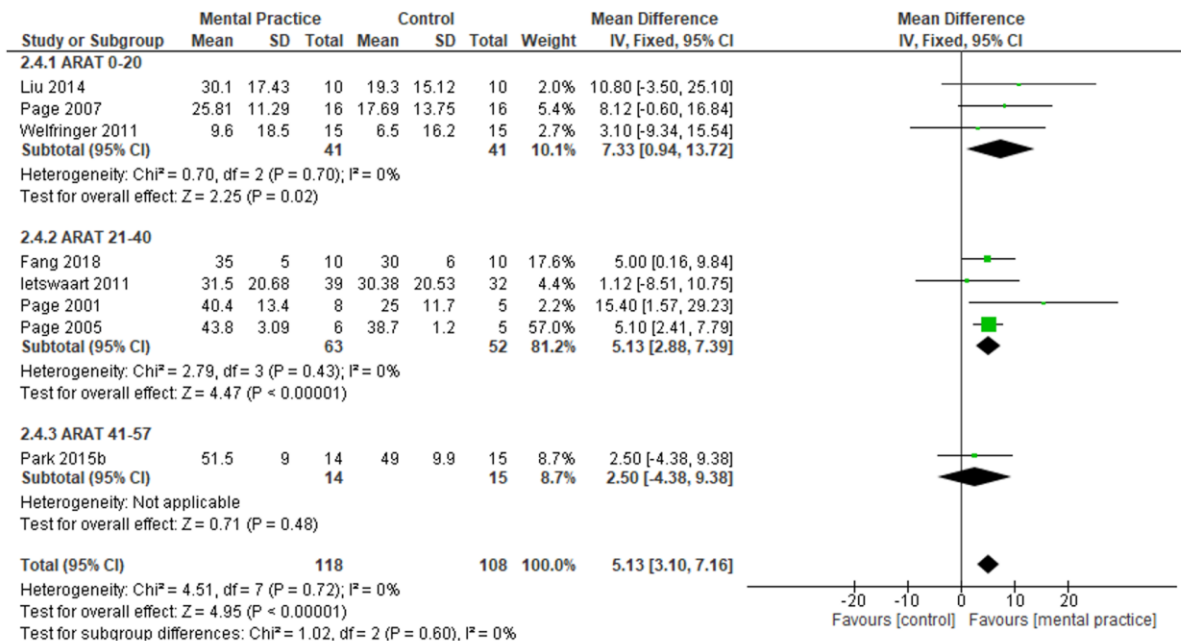 Mental Practice Control Mean Difference Mean Difference
Study or Subgroup Mean SD Total Mean SD Total Weight IV, Fixed, 95% CI IV, Fixed, 95% CI
2.4.1 ARAT 0-20
Liu 2014 30.1 17.43 10 19.3 15.12 10 2.0% 10.80 [-3.50, 25.10]
Page 2007 25.81 11.29 16 17.69 13.75 16 5.4% 8.12 [-0.60, 16.84]
Welfringer 2011 9.6 18.5 15 6.5 16.2 15 2.7% 3.10 [-9.34, 15.54]
Subtotal (95% CI) 41 41 10.1% 7.33 [0.94, 13.72]
Heterogeneity: Chi² = 0.70, df = 2 (P = 0.70); I² = 0%
Test for overall effect: Z = 2.25 (P = 0.02)
2.4.2 ARAT 21-40
Fang 2018 35 5 10 30 6 10 17.6% 5.00 [0.16, 9.84]
Ietswaart 2011 31.5 20.68 39 30.38 20.53 32 4.4% 1.12 [-8.51, 10.75]
Page 2001 40.4 13.4 8 25 11.7 5 2.2% 15.40 [1.57, 29.23]
Page 2005 43.8 3.09 6 38.7 1.2 5 57.0% 5.10 [2.41, 7.79]
Subtotal (95% CI) 63 52 81.2% 5.13 [2.88, 7.39]
Heterogeneity: Chi² = 2.79, df = 3 (P = 0.43); I² = 0%
Test for overall effect: Z = 4.47 (P < 0.00001)
2.4.3 ARAT 41-57
Park 2015b 51.5 9 14 49 9.9 15 8.7% 2.50 [-4.38, 9.38]
Subtotal (95% CI) 14 15 8.7% 2.50 [-4.38, 9.38]
Heterogeneity: Not applicable
Test for overall effect: Z = 0.71 (P = 0.48)
Total (95% CI) 118 108 100.0% 5.13 [3.10, 7.16]
Heterogeneity: Chi² = 4.51, df = 7 (P = 0.72); I² = 0%
Test for overall effect: Z = 4.95 (P < 0.00001)
Test for subgroup differences: Chi² = 1.02, df = 2 (P = 0.60), I² = 0%
-20 -10 0 10 20
Favours [control] Favours [mental practice]